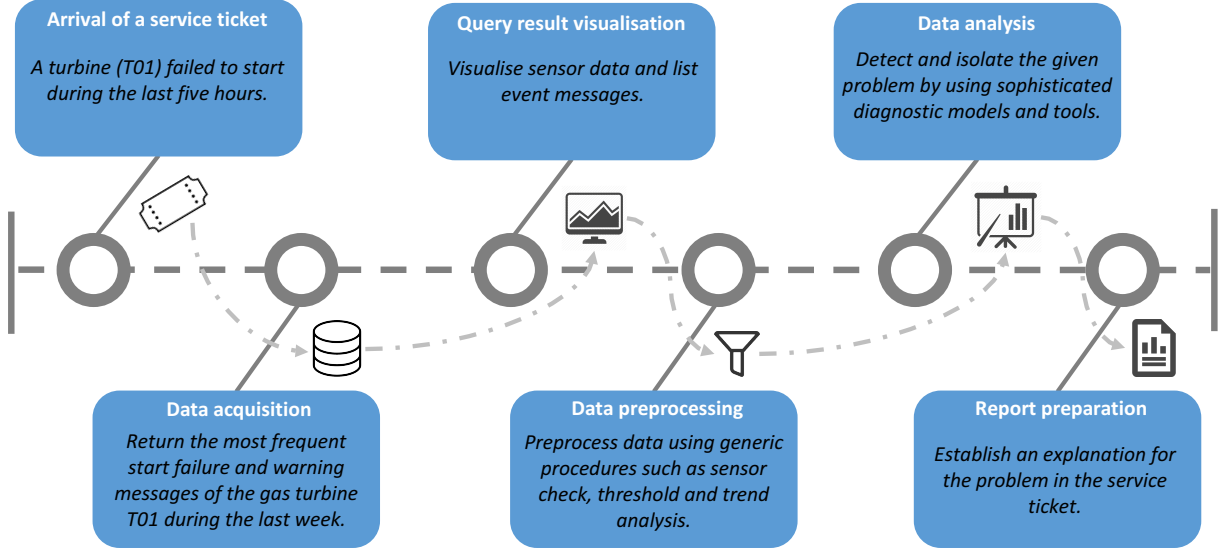 Arrival of a service ticket
A turbine (T01) failed to start
during the last five hours.
Query result visualisation
Visualise sensor data and list
event messages.
Data analysis
Detect and isolate the given
problem by using sophisticated
diagnostic models and tools.
Data acquisition
Return the most frequent
start failure and warning
messages of the gas turbine
T01 during the last week.
Data preprocessing
Preprocess data using generic
procedures such as sensor
check, threshold and trend
analysis.
Report preparation
Establish an explanation for
the problem in the service
ticket.